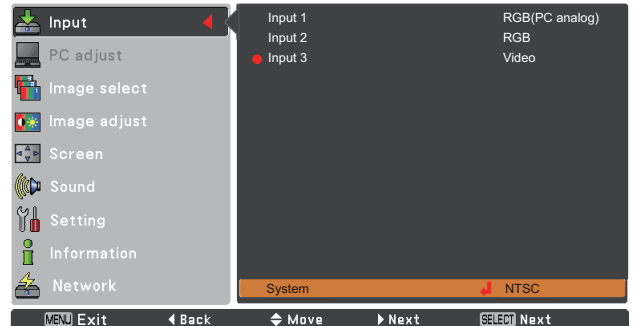 Input
PC adjust
Image select
Image adjust
Screen
Sound
Setting
Information
Network
Input 1 RGB(PC analog)
Input 2 RGB
Input 3 Video
System NTSC
MENU Exit Back Move Next SELECT Next